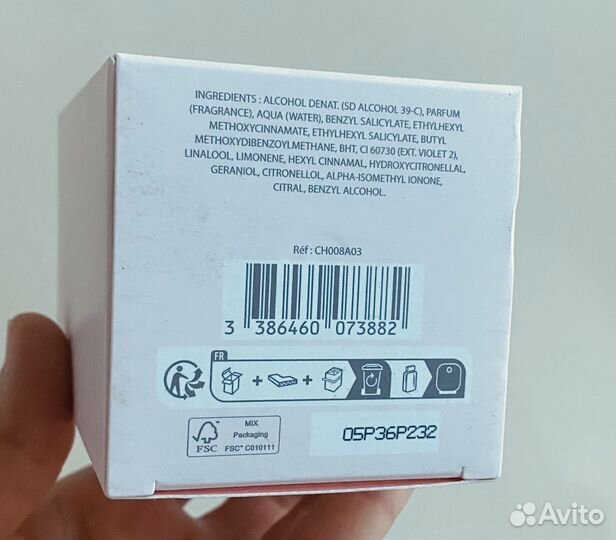 INGREDIENTS : ALCOHOL DENAT. (SD ALCOHOL 39-C), PARFUM
(FRAGRANCE), AQUA (WATER), BENZYL SALICYLATE, ETHYLHEXYL
METHOXYCINNAMATE, ETHYLHEXYL SALICYLATE, BUTYL
METHOXYDIBENZOYLMETHANE, BHT, CI 60730 (EXT. VIOLET 2),
LINALOOL, LIMONENE, HEXYL CINNAMAL, HYDROXYCITRONELLAL,
GERANIOL, CITRONELLOL, ALPHA-ISOMETHYL IONONE,
CITRAL, BENZYL ALCOHOL.
Réf : CH008A03
3 386460 073882
FR
+ +
FSC
MIX
Packaging
FSC™ C010111
05P36P232
Avito